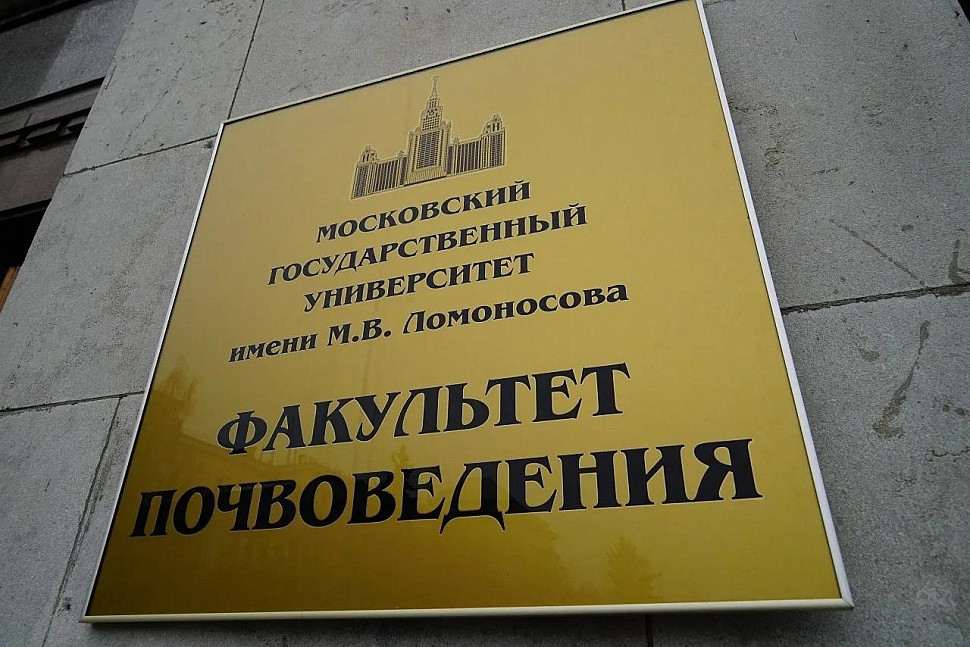 МОСКОВСКИЙ
ГОСУДАРСТВЕННЫЙ
УНИВЕРСИТЕТ
имени М.В. Ломоносова
ФАКУЛЬТЕТ
ПОЧВОВЕДЕНИЯ